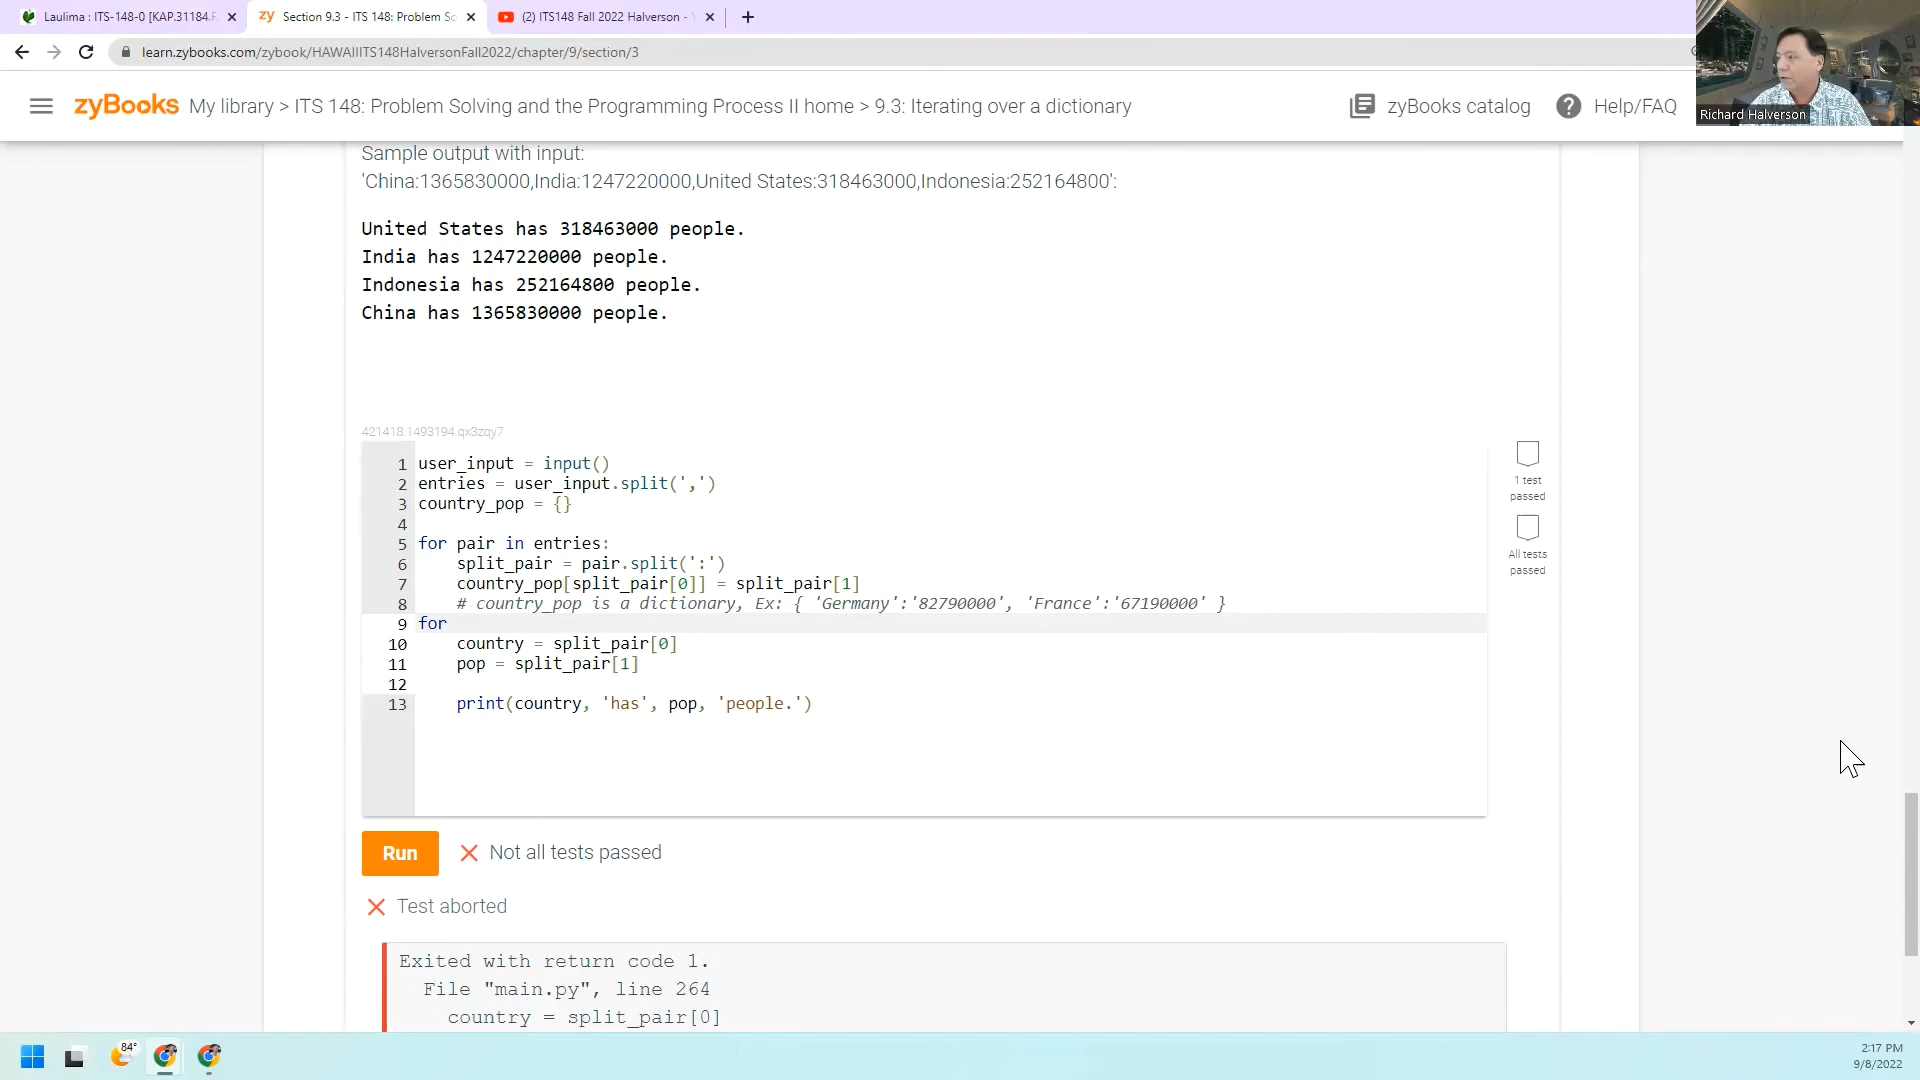 Laulima : ITS-148-0 [KAP.31184.F
Section 9.3 - ITS 148: Problem So
(2) ITS148 Fall 2022 Halverson -
learn.zybooks.com/zybook/HAWAIIITS148HalversonFall2022/chapter/9/section/3
zyBooks My library > ITS 148: Problem Solving and the Programming Process II home > 9.3: Iterating over a dictionary
zyBooks catalog
Help/FAQ
Richard Halverson
Sample output with input:
'China:1365830000,India:1247220000,United States:318463000,Indonesia:252164800':
United States has 318463000 people.
India has 1247220000 people.
Indonesia has 252164800 people.
China has 1365830000 people.
421418.1493194.qx3zqy7
1 user_input = input()
2 entries = user_input.split(',')
3 country_pop = {}
4
5 for pair in entries:
6     split_pair = pair.split(':')
7     country_pop[split_pair[0]] = split_pair[1]
8     # country_pop is a dictionary, Ex: { 'Germany':'82790000', 'France':'67190000' }
9 for
10     country = split_pair[0]
11     pop = split_pair[1]
12
13     print(country, 'has', pop, 'people.')
1 test
passed
All tests
passed
Run
Not all tests passed
Test aborted
Exited with return code 1.
File "main.py", line 264
country = split_pair[0]
84°
2:17 PM
9/8/2022